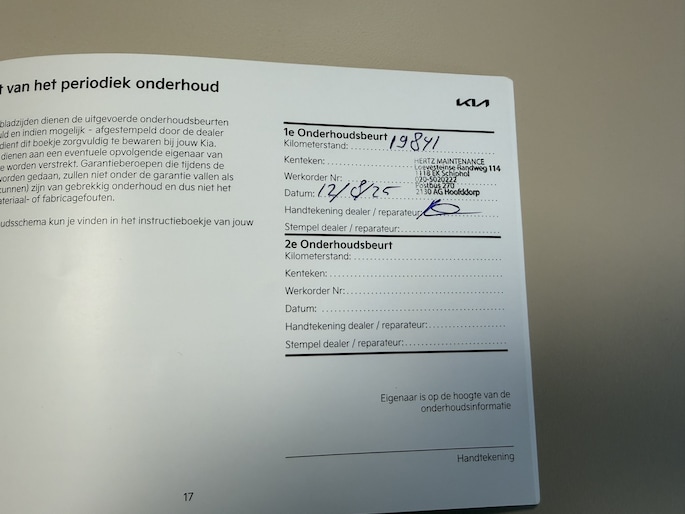 t van het periodiek onderhoud
bladzijden dienen de uitgevoerde onderhoudsbeurten
uld en indien mogelijk - afgestempeld door de dealer
dient dit boekje zorgvuldig te bewaren bij jouw Kia.
dienen aan een eventuele opvolgende eigenaar van
e worden verstrekt. Garantieberoepen die tijdens de
worden gedaan, zullen niet onder de garantie vallen als
kunnen) zijn van gebrekkig onderhoud en dus niet het
ateriaal- of fabricagefouten.
udsschema kun je vinden in het instructieboekje van jouw
17
KIA
1e Onderhoudsbeurt
Kilometerstand: 19841
Kenteken:
Werkorder Nr:
Datum: 12/8/25
Handtekening dealer / reparateur:
Stempel dealer / reparateur:
HERTZ MAINTENANCE
Loevesteinse Randweg 114
1118 EK Schiphol
020-5020222
Postbus 270
2130 AG Hoofddorp
2e Onderhoudsbeurt
Kilometerstand:
Kenteken:
Werkorder Nr:
Datum:
Handtekening dealer / reparateur:
Stempel dealer / reparateur:
Eigenaar is op de hoogte van de
onderhoudsinformatie
Handtekening